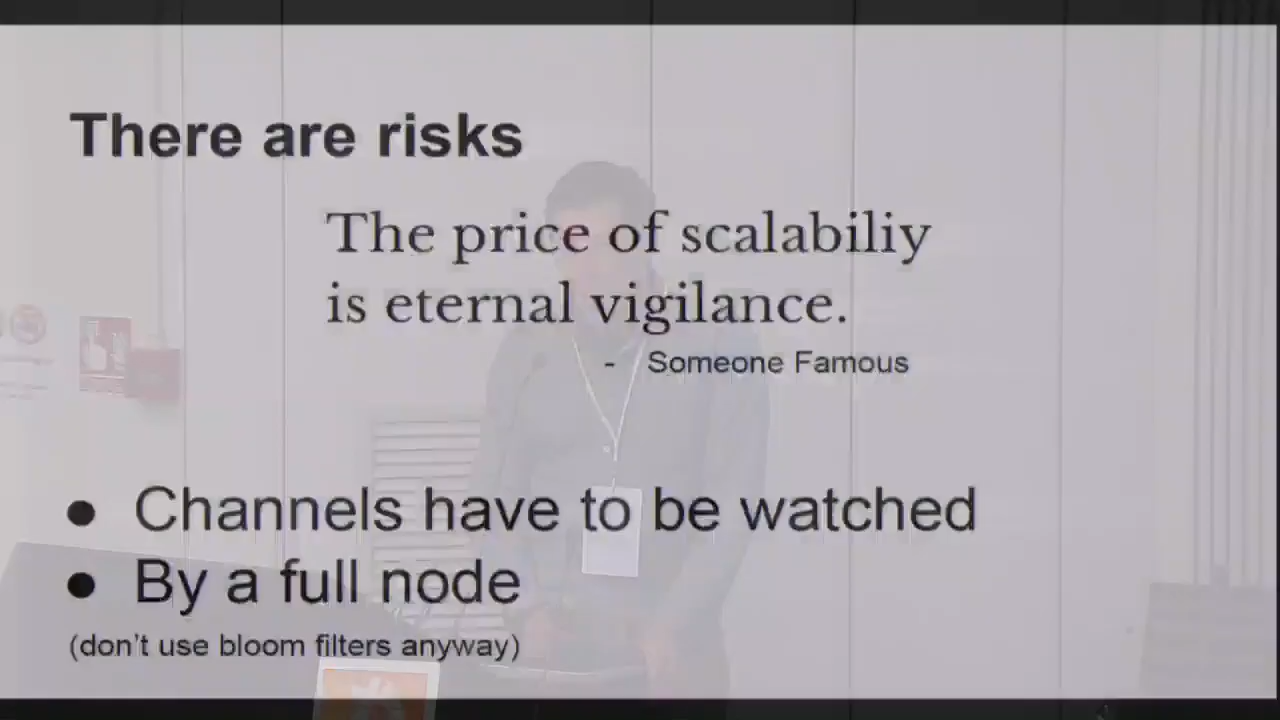 There are risks
The price of scalabiliy
is eternal vigilance.
- Someone Famous
● Channels have to be watched
● By a full node
(don't use bloom filters anyway)